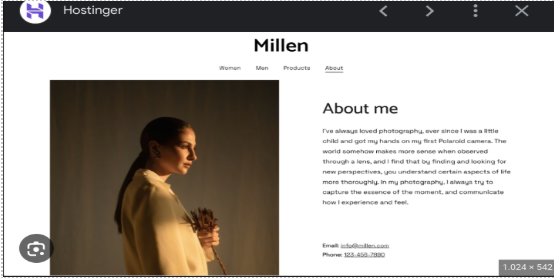 Hostinger
Millen
Women Men Products About
About me
I've always loved photography, ever since I was a little
child and got my hands on my first Polaroid camera. The
world somehow makes more sense when observed
through a lens, and I find that by finding and looking for
new perspectives, you understand certain aspects of life
more thoroughly. In my photography, I always try to
capture the essence of the moment, and communicate
how I experience and feel.
Email: info@millen.com
Phone: 123-456-7890
1.024 × 542